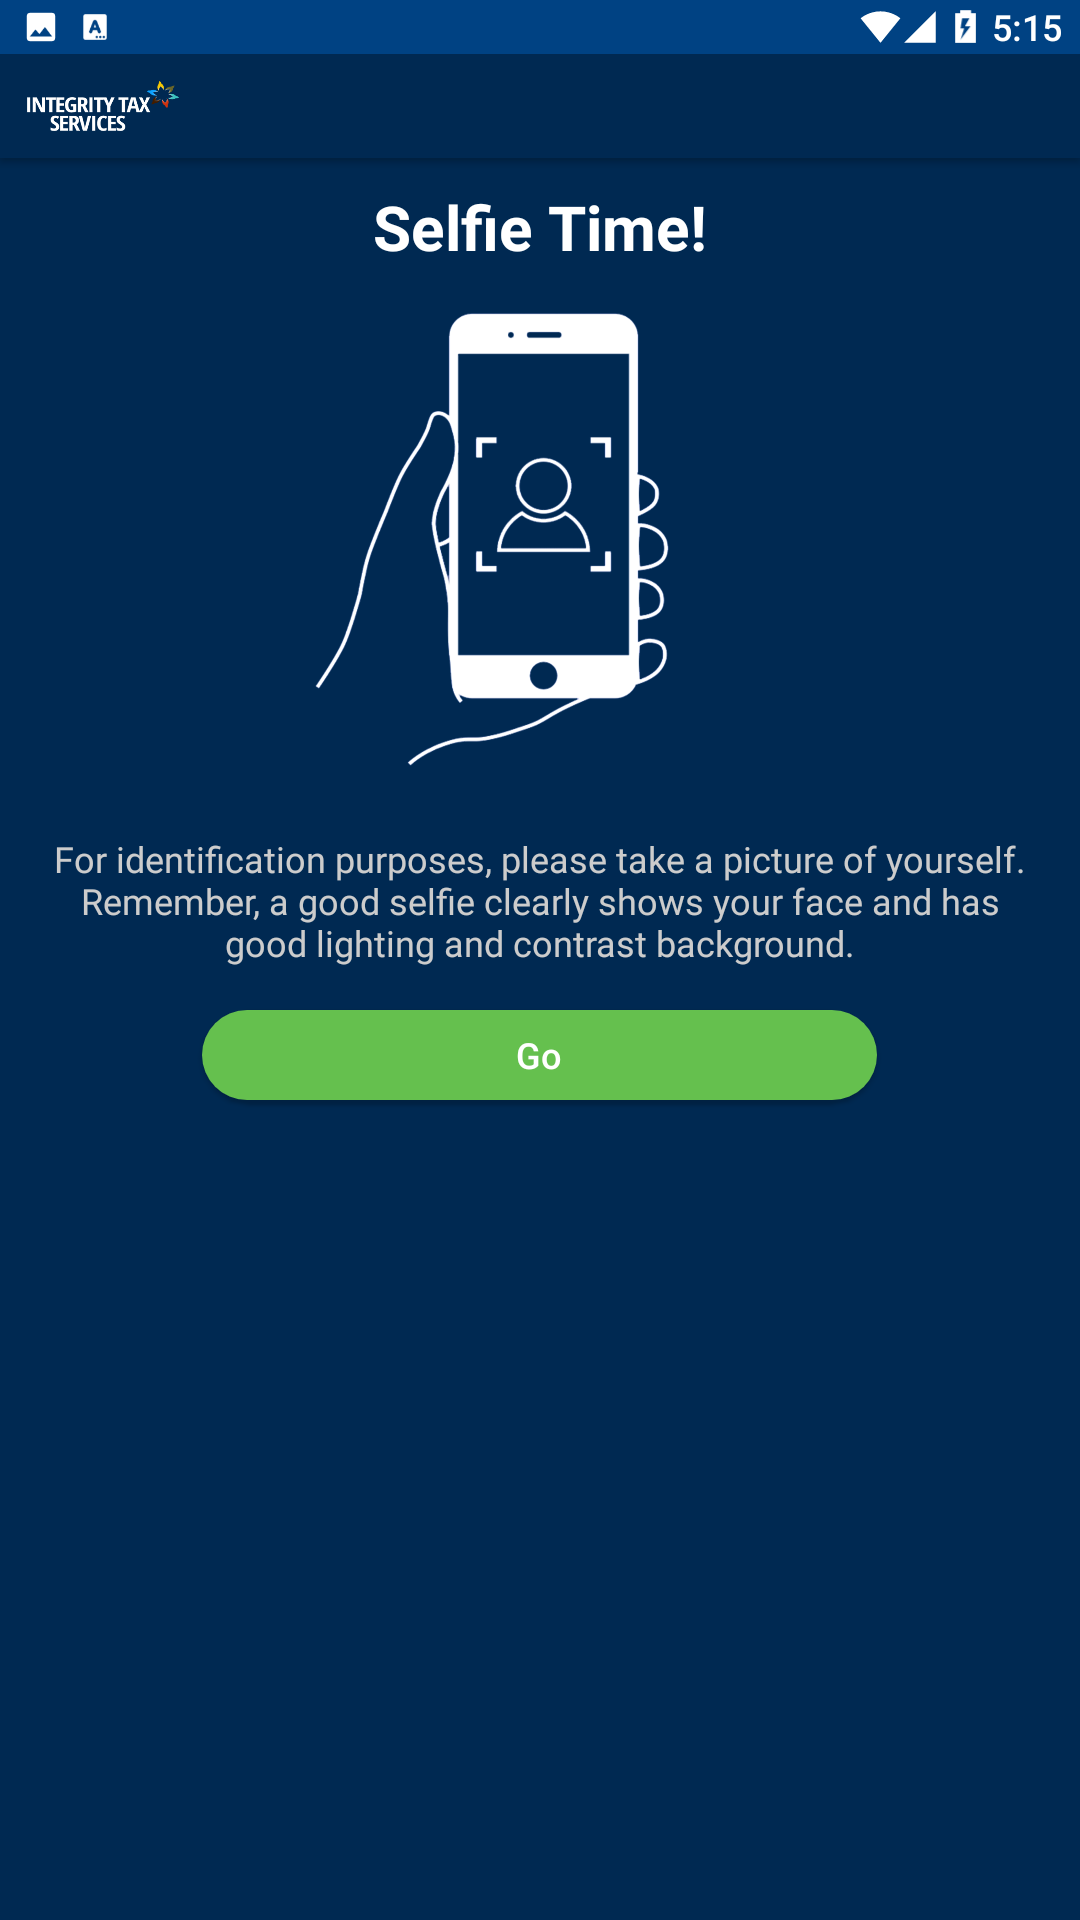 5:15
INTEGRITY TAX
SERVICES
Selfie Time!
For identification purposes, please take a picture of yourself.
Remember, a good selfie clearly shows your face and has
good lighting and contrast background.
Go